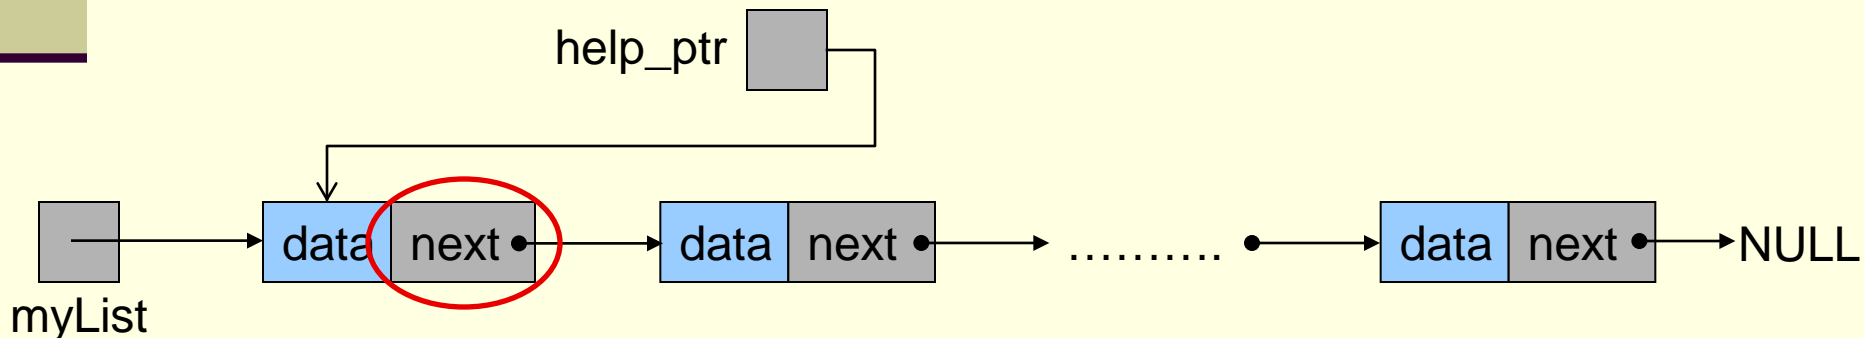 help_ptr
data next data next .......... data next NULL
myList